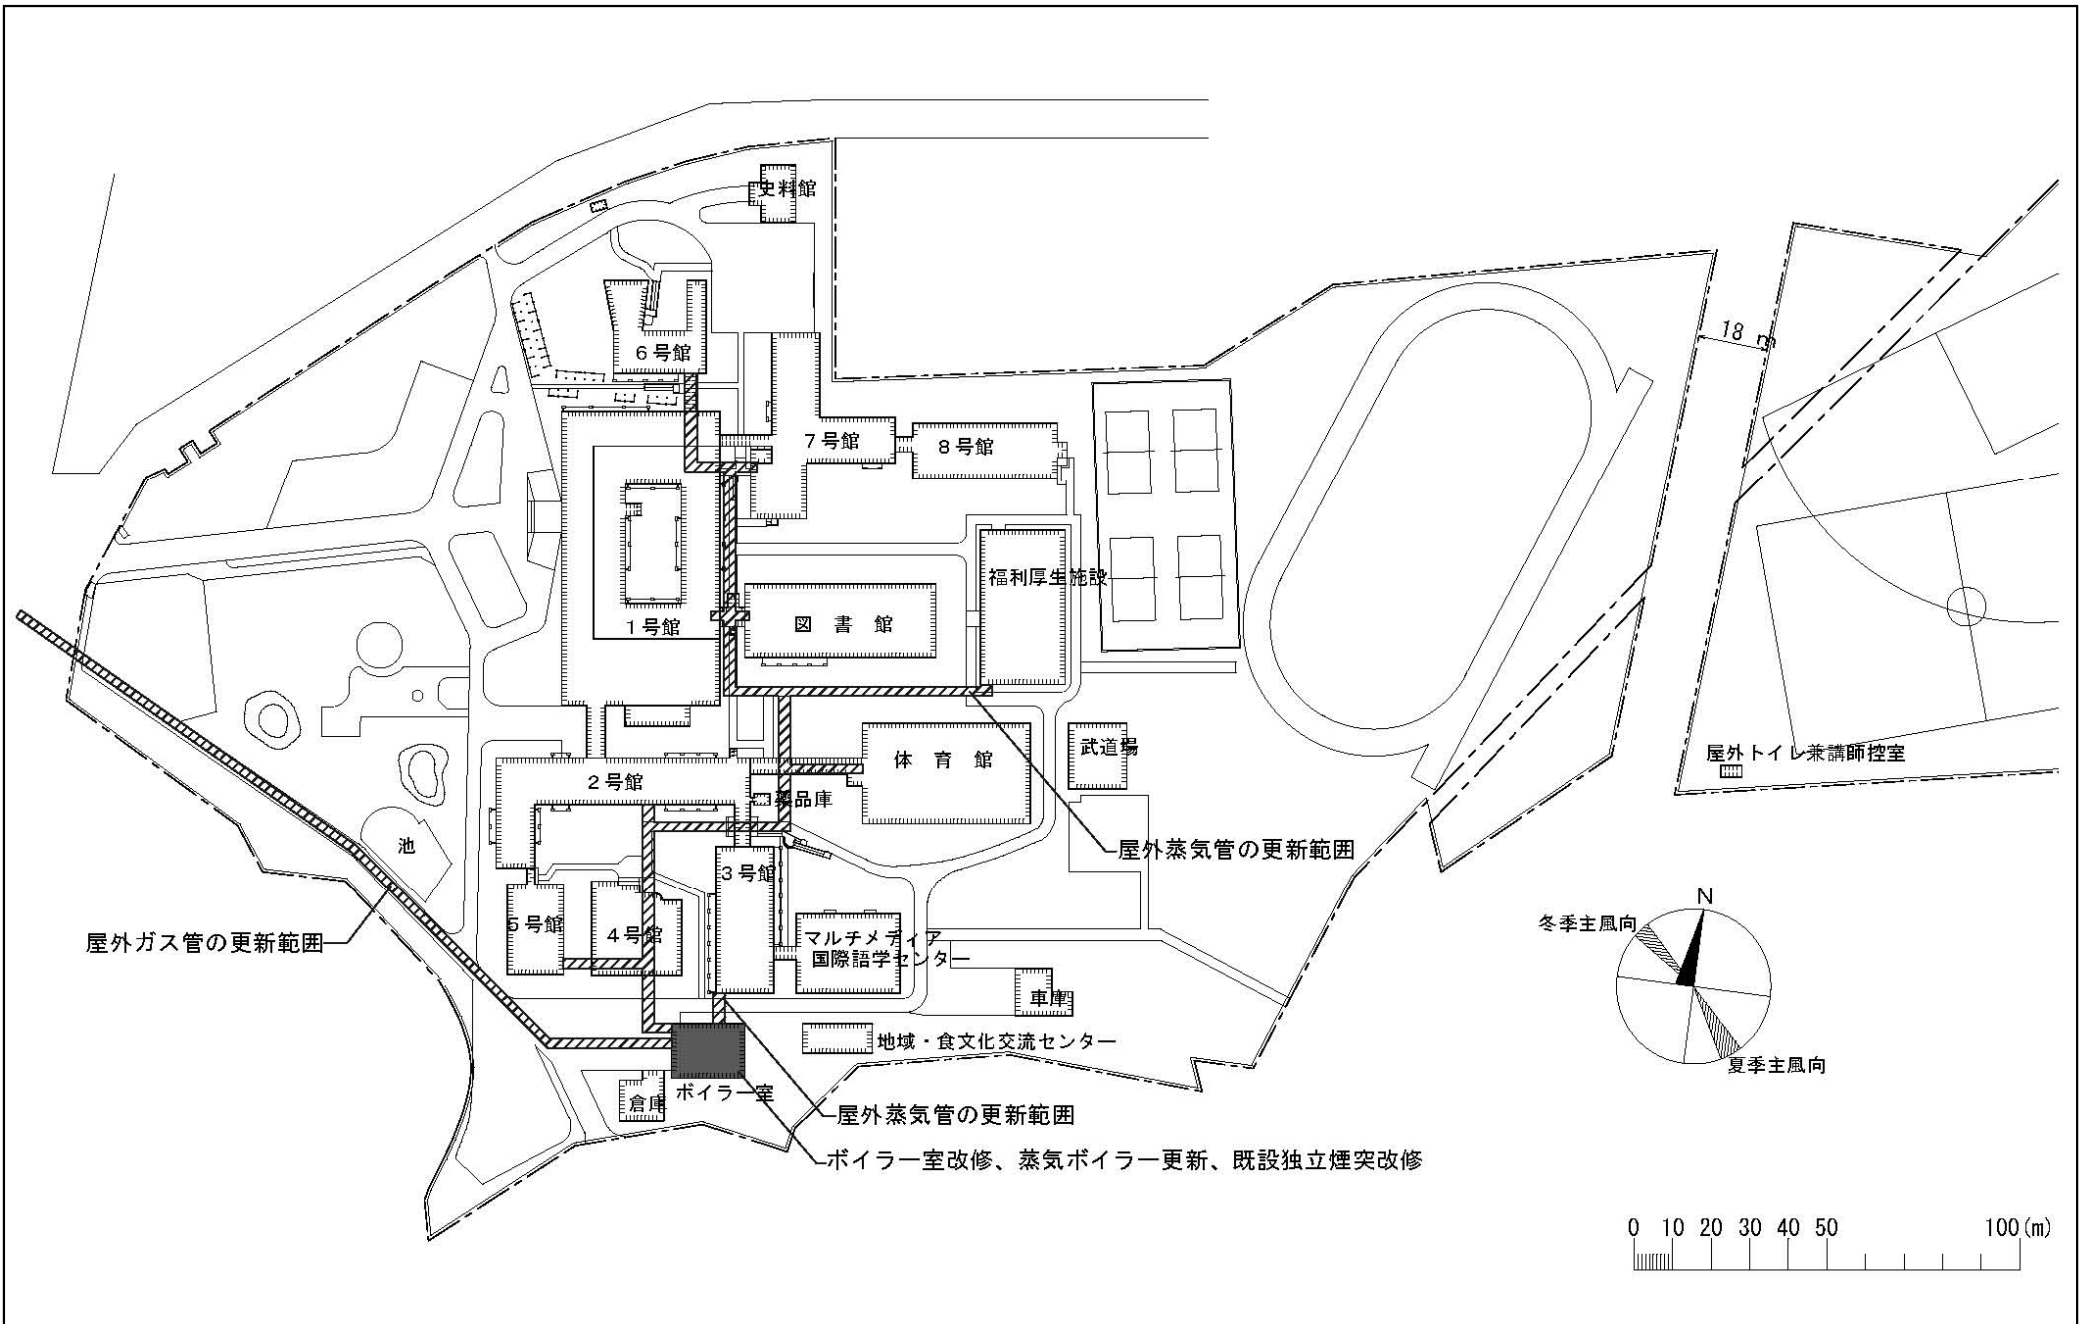 史料館
18
3
6号館
7号館
8号館
福利厚生施設
1号館
図書館
体育館
武道場
屋外トイレ兼講師控室
2号館
薬品庫
池
屋外蒸気管の更新範囲
3号館
5号館
4号館
屋外ガス管の更新範囲
マルチメディア
国際語学センター
N
冬季主風向
夏季主風向
車庫
地域・食文化交流センター
ボイラー室
倉庫
屋外蒸気管の更新範囲
ボイラー室改修、蒸気ボイラー更新、既設独立煙突改修
0 10 20 30 40 50 100(m)